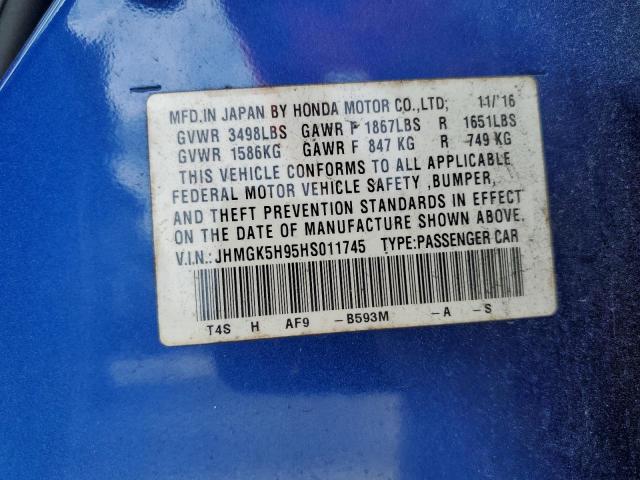 MFD.IN JAPAN BY HONDA MOTOR CO.,LTD; 11/16
GVWR 3498LBS GAWR F 1867LBS R 1651LBS
GVWR 1586KG GAWR F 847 KG R 749 KG
THIS VEHICLE CONFORMS TO ALL APPLICABLE
FEDERAL MOTOR VEHICLE SAFETY ,BUMPER,
AND THEFT PREVENTION STANDARDS IN EFFECT
ON THE DATE OF MANUFACTURE SHOWN ABOVE.
V.I.N.: JHMGK5H95HS011745 TYPE:PASSENGER CAR
T4S H AF9 -B593M -A -S